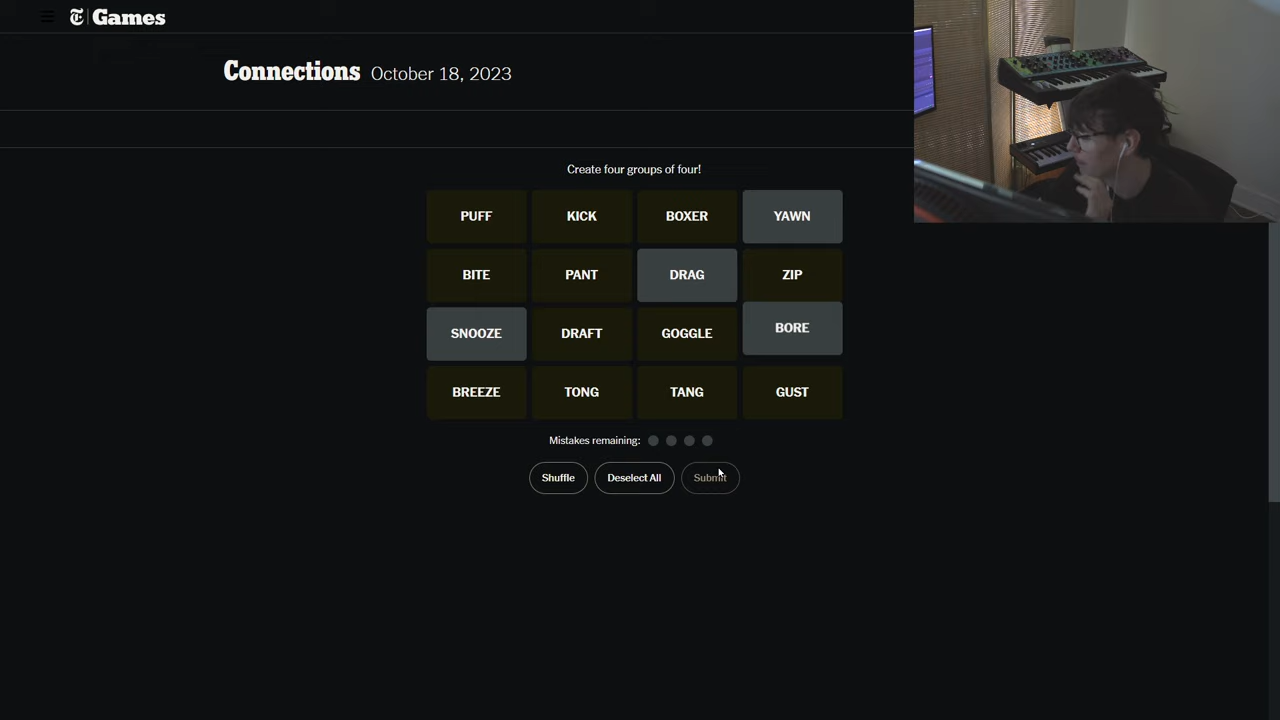 T Games
Connections October 18, 2023
Create four groups of four!
PUFF KICK BOXER YAWN
BITE PANT DRAG ZIP
SNOOZE DRAFT GOGGLE BORE
BREEZE TONG TANG GUST
Mistakes remaining:
Shuffle Deselect All Submit